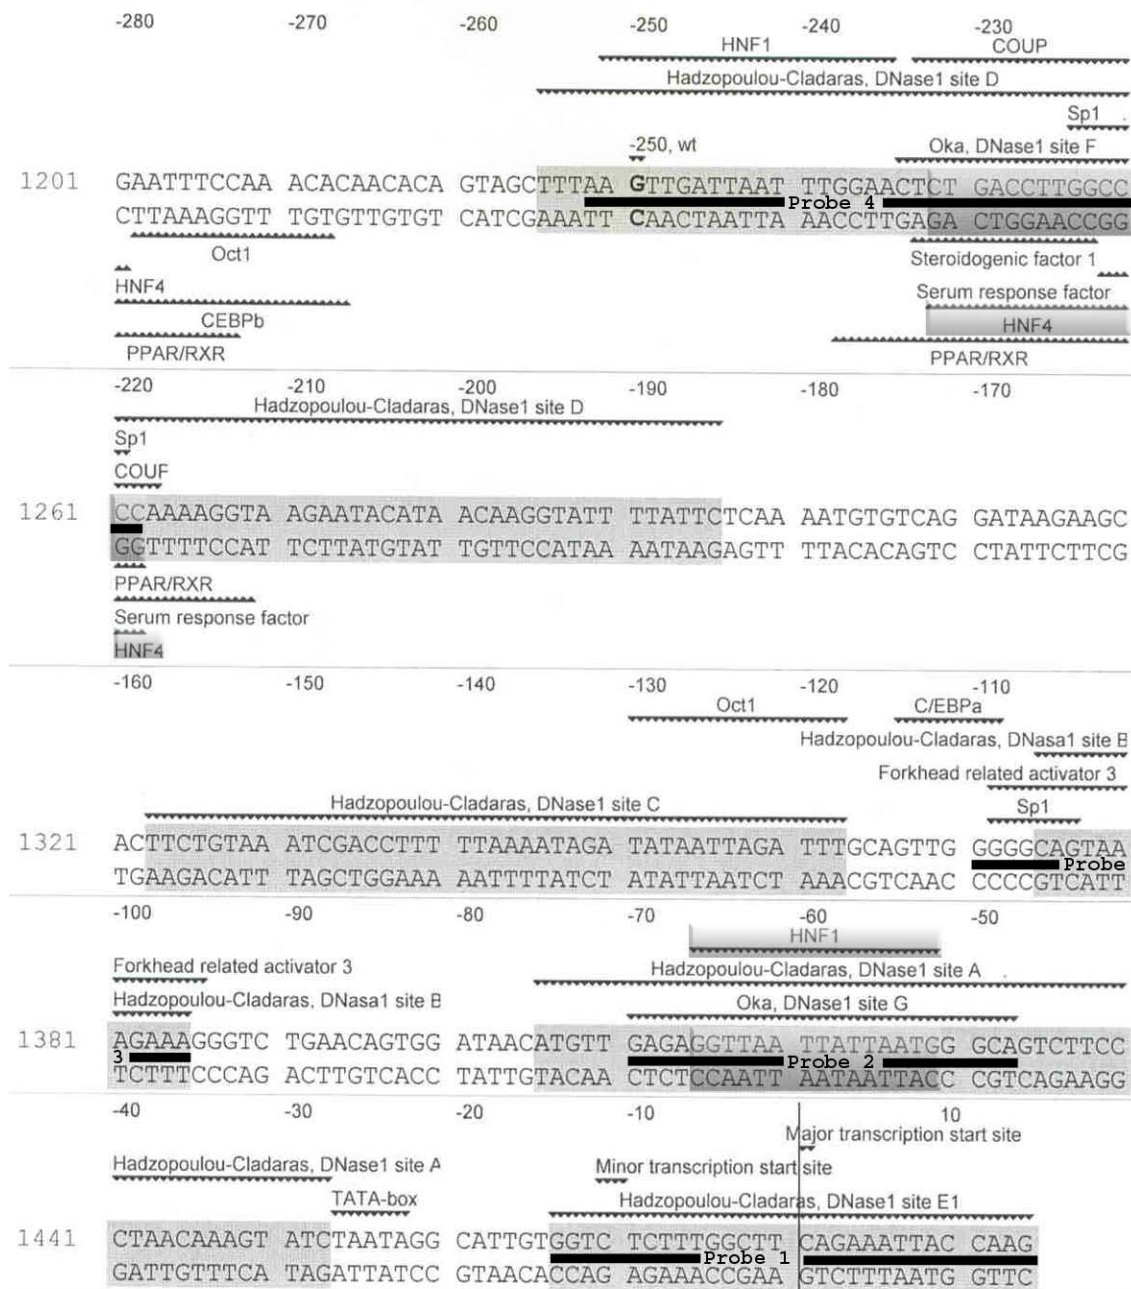 -280 -270 -260 -250 -240 -230
HNF1 COUP
Hadzopoulou-Cladaras, DNase1 site D
Sp1
-250, wt Oka, DNase1 site F
1201 GAATTTCCAA ACACAACACA GTAGCTTTAA GTTGATTAAT TTGGAACTCT GACCTTGGCC
Probe 4
CTTAAAGGTT TGTGTTGTGT CATCGAAATT CAACTAATTA AACCTTGAGA CTGGAACCGG
Oct1 Steroidogenic factor 1
HNF4 Serum response factor
CEBPb HNF4
PPAR/RXR PPAR/RXR
-220 -210 -200 -190 -180 -170
Hadzopoulou-Cladaras, DNase1 site D
Sp1
COUF
1261 CCAAAAGGTA AGAATACATA ACAAGGTATT TTATTCTCAA AATGTGTCAG GATAAGAAGC
GGTTTTCCAT TCTTATGTAT TGTTCCATAA AATAAGAGTT TTACACAGTC CTATTCTTCG
PPAR/RXR
Serum response factor
HNF4
-160 -150 -140 -130 -120 -110
Oct1 C/EBPa
Hadzopoulou-Cladaras, DNasa1 site B
Forkhead related activator 3
Hadzopoulou-Cladaras, DNase1 site C Sp1
1321 ACTTCTGTAA ATCGACCTTT TTAAAATAGA TATAATTAGA TTTGCAGTTG GGGGCAGTAA
Probe
TGAAGACATT TAGCTGGAAA AATTTTATCT ATATTAATCT AAACGTCAAC CCCCGTCATT
-100 -90 -80 -70 -60 -50
HNF1
Forkhead related activator 3 Hadzopoulou-Cladaras, DNase1 site A
Hadzopoulou-Cladaras, DNasa1 site B Oka, DNase1 site G
1381 AGAAAGGGTC TGAACAGTGG ATAACATGTT GAGAGGTTAA TTATTAATGG GCAGTCTTCC
3 Probe 2
TCTTTCCCAG ACTTGTCACC TATTGTACAA CTCTCCAATT AATAATTACC CGTCAGAAGG
-40 -30 -20 -10 10
Major transcription start site
Hadzopoulou-Cladaras, DNase1 site A Minor transcription start site
TATA-box Hadzopoulou-Cladaras, DNase1 site E1
1441 CTAACAAAGT ATCTAATAGG CATTGTGGTC TCTTTGGCTT CAGAAATTAC CAAG
Probe 1
GATTGTTTCA TAGATTATCC GTAACACCAG AGAAACCGAA GTCTTTAATG GTTC